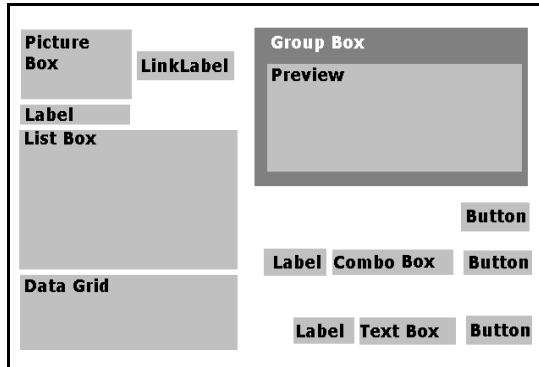 Picture
Box
LinkLabel
Label
List Box
Data Grid
Group Box
Preview
Button
Label Combo Box Button
Label Text Box Button